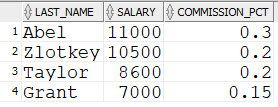 LAST_NAME SALARY COMMISSION_PCT
1 Abel 11000 0.3
2 Zlotkey 10500 0.2
3 Taylor 8600 0.2
4 Grant 7000 0.15